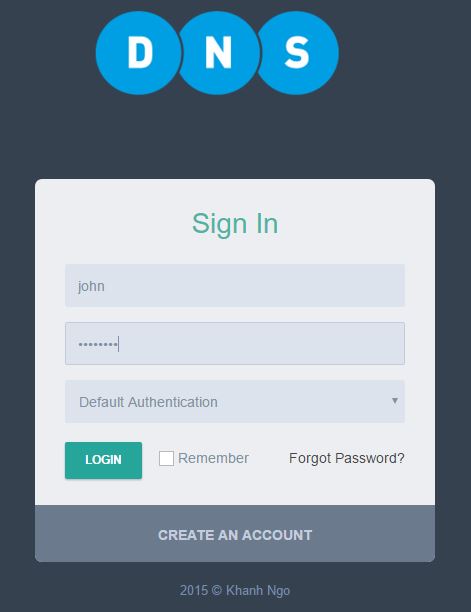 D N S
Sign In
john
••••••••
Default Authentication
LOGIN Remember Forgot Password?
CREATE AN ACCOUNT
2015 © Khanh Ngo